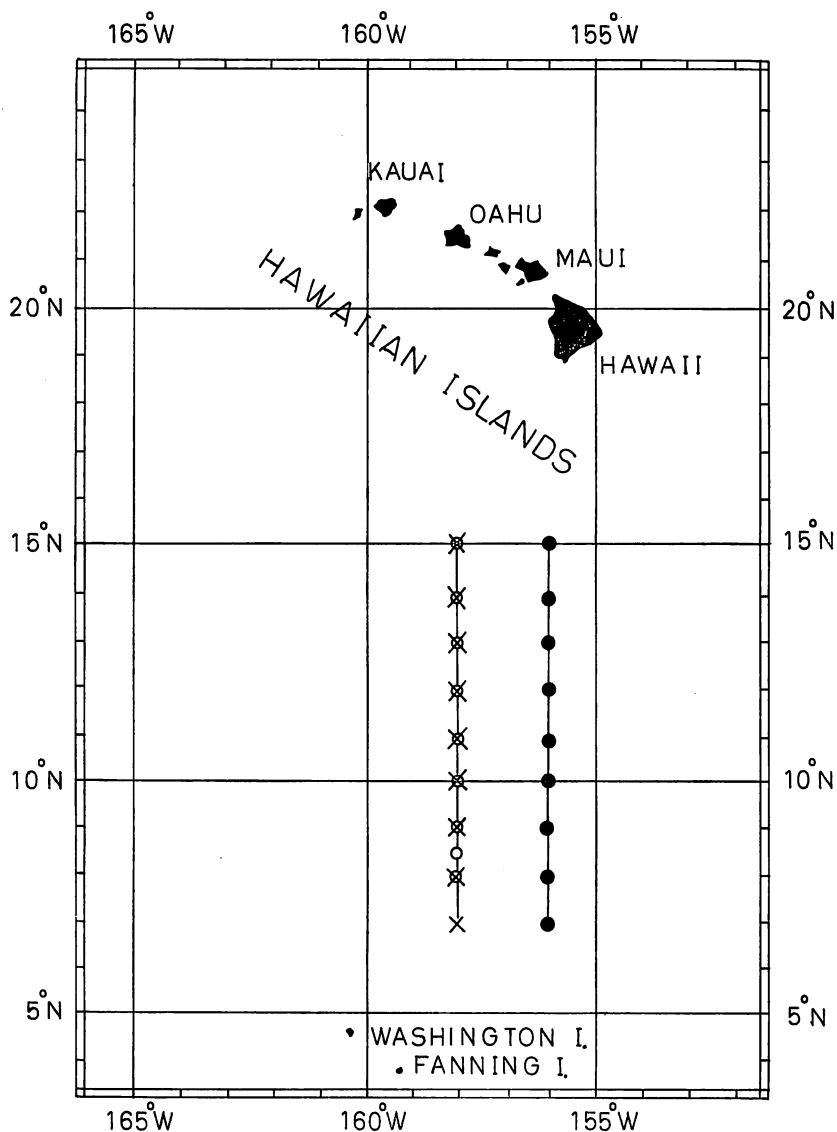 165°W 160°W 155°W
KAUAI
OAHU
MAUI
HAWAIIAN ISLANDS
20°N 20°N
HAWAII
15°N 15°N
10°N 10°N
5°N 5°N
WASHINGTON I.
FANNING I.
165°W 160°W 155°W